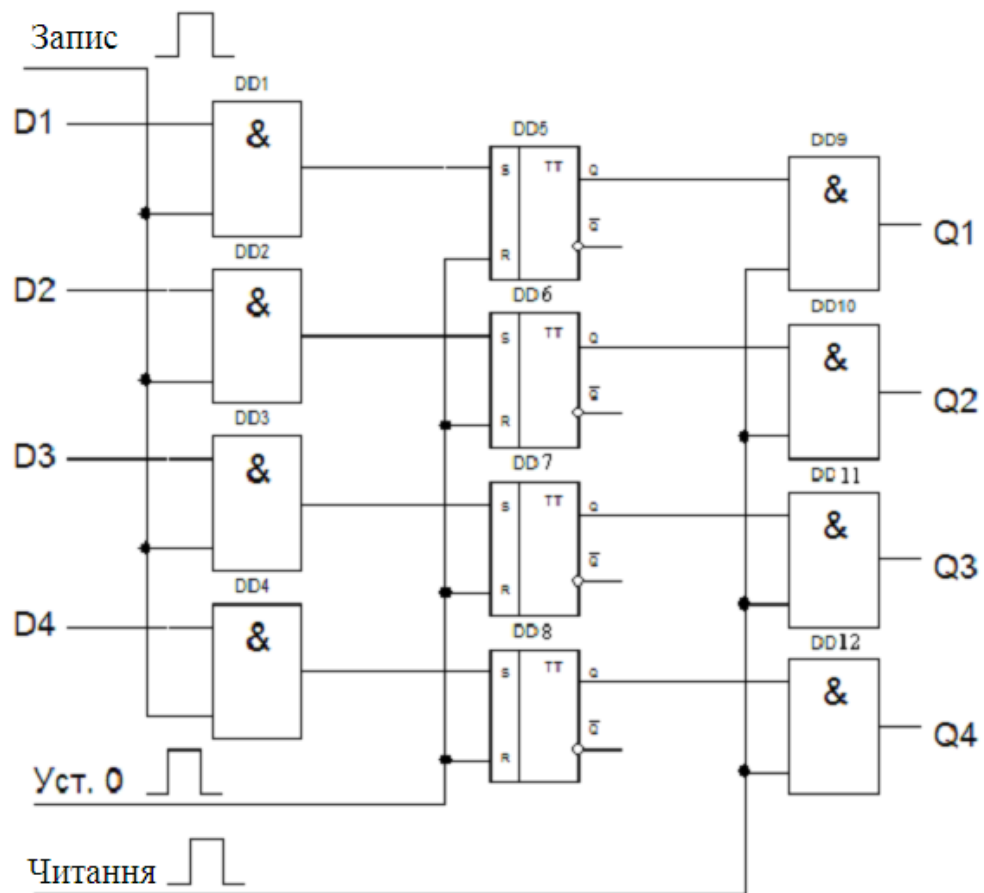 Запис
DD1
D1
&
DD5
S TT Q
Q̅
R
DD9
&
Q1
DD2
D2
&
DD6
S TT Q
Q̅
R
DD10
&
Q2
DD3
D3
&
DD7
S TT Q
Q̅
R
DD11
&
Q3
DD4
D4
&
DD8
S TT Q
Q̅
R
DD12
&
Q4
Уст. 0
Читання